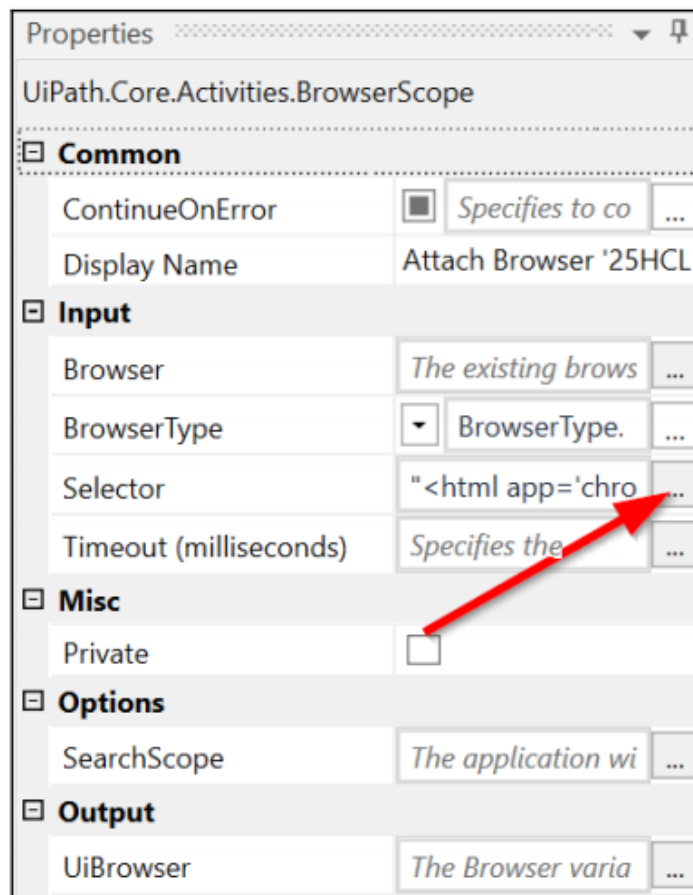 Properties
UiPath.Core.Activities.BrowserScope
Common
ContinueOnError Specifies to co ...
Display Name Attach Browser '25HCL
Input
Browser The existing brows ...
BrowserType BrowserType. ...
Selector "<html app='chro ...
Timeout (milliseconds) Specifies the ...
Misc
Private
Options
SearchScope The application wi ...
Output
UiBrowser The Browser varia ...